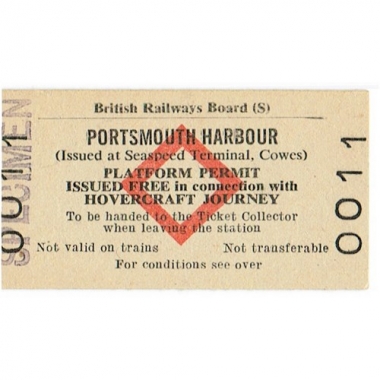 British Railways Board (S)
PORTSMOUTH HARBOUR
(Issued at Seaspeed Terminal, Cowes)
PLATFORM PERMIT
ISSUED FREE in connection with
HOVERCRAFT JOURNEY
To be handed to the Ticket Collector
when leaving the station
Not valid on trains Not transferable
For conditions see over
SPECIMEN
0011
0011